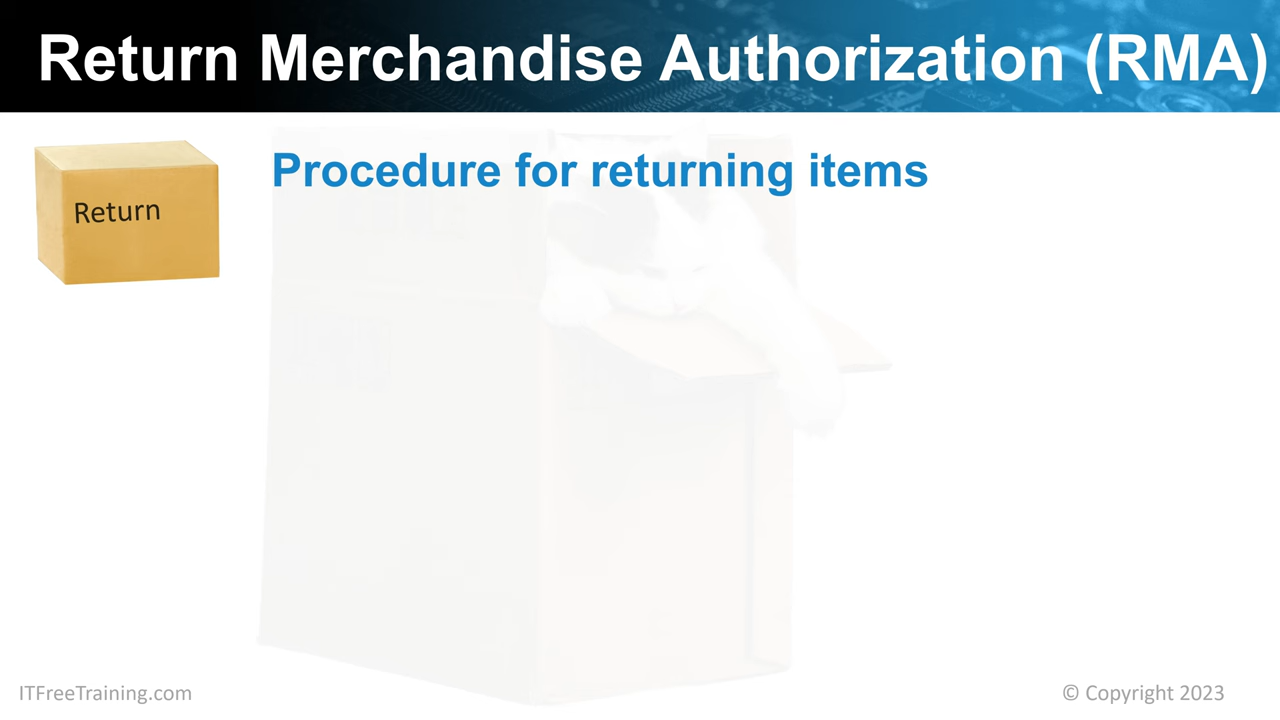 Return Merchandise Authorization (RMA)
Procedure for returning items
Return
ITFreeTraining.com
© Copyright 2023